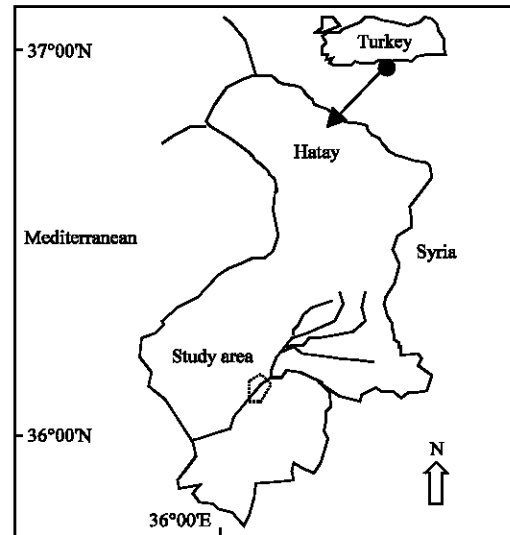 37°00'N
Turkey
Hatay
Mediterranean
Syria
Study area
36°00'N
N
36°00'E